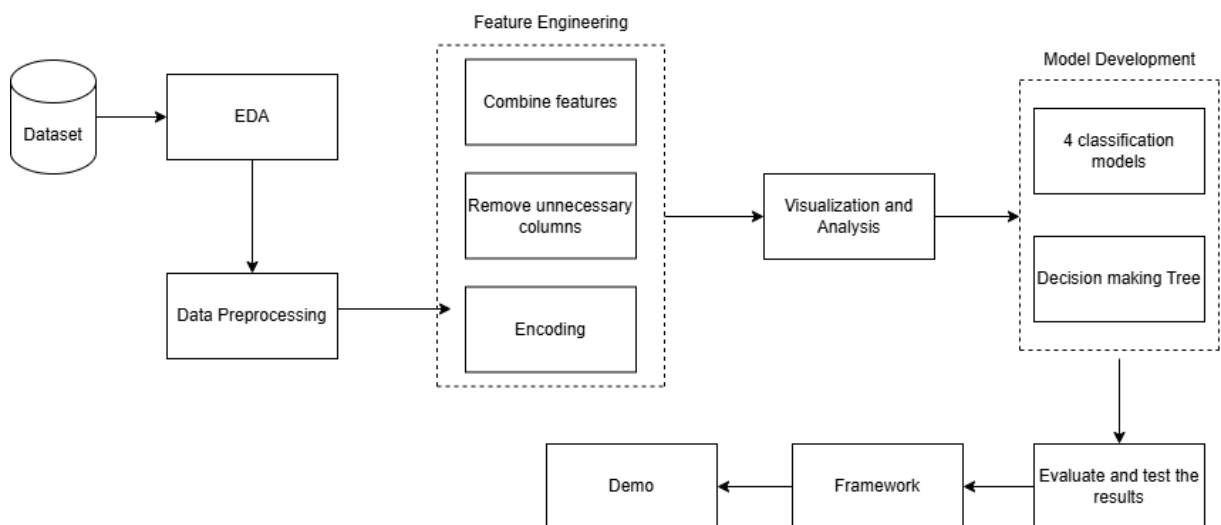 Feature Engineering
Model Development
Dataset
EDA
Combine features
4 classification
models
Remove unnecessary
columns
Visualization and
Analysis
Decision making Tree
Data Preprocessing
Encoding
Demo
Framework
Evaluate and test the
results